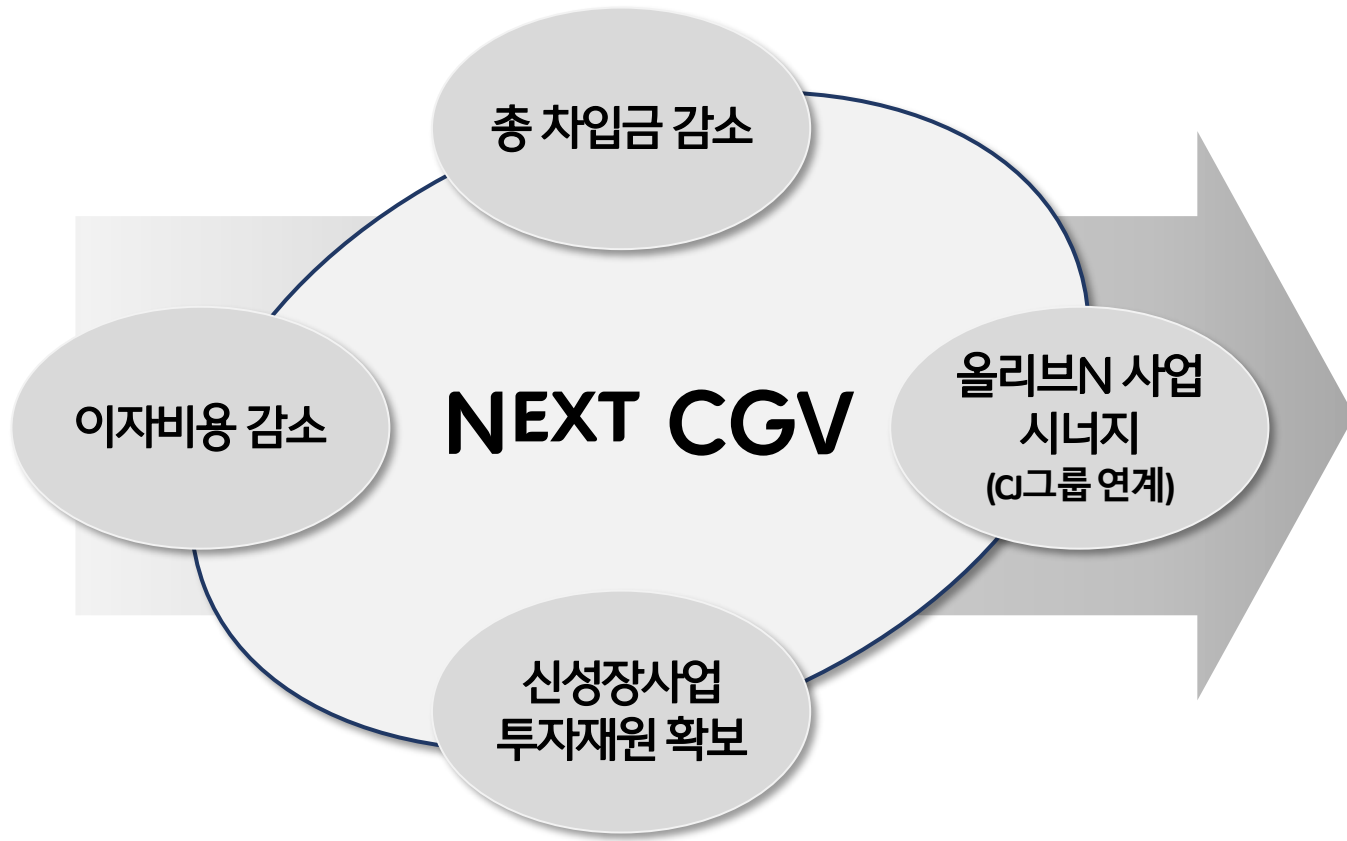 총 차입금 감소
이자비용 감소
NEXT CGV
올리브N 사업
시너지
(CJ그룹 연계)
신성장사업
투자재원 확보